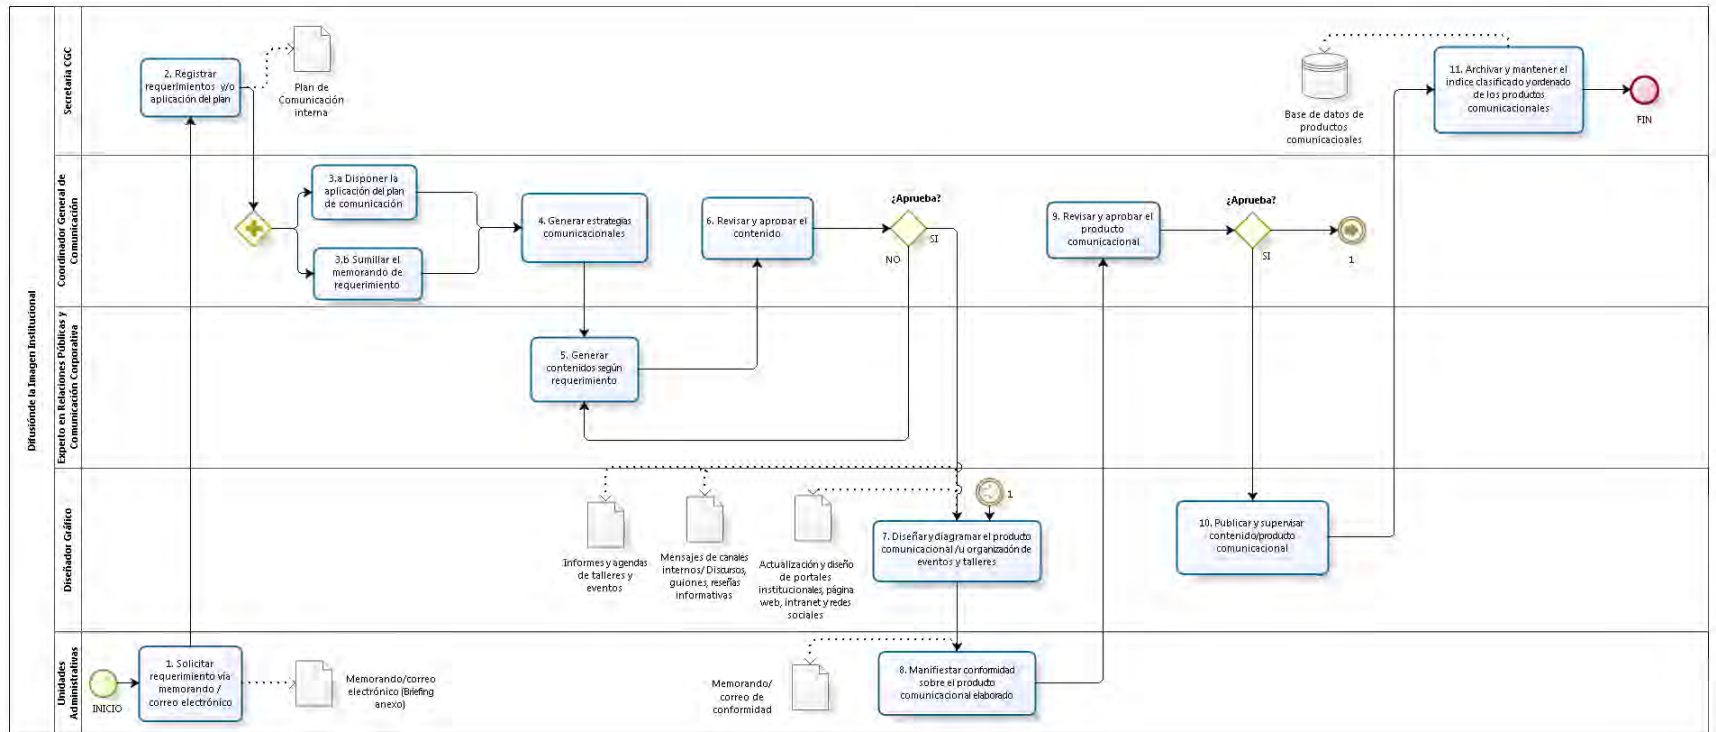 Difusiónde la Imagen Institucional
Secretaría CGC
2. Registrar
requerimientos y/o
aplicación del plan
Plan de
Comunicación
interna
Base de datos de
productos
comunicacioales
11. Archivar y mantener el
indice clasificado y ordenado
de los productos
comunicacionales
FIN
Coordinador General de
Comunicación
3.a Disponer la
aplicación del plan
de comunicación
3.b Sumillar el
memorando de
requerimiento
4. Generar estrategias
comunicacionales
6. Revisar y aprobar el
contenido
¿Aprueba?
SI
NO
9. Revisar y aprobar el
producto
comunicacional
¿Aprueba?
SI
1
Experto en Relaciones Públicas y
Comunicación Corporativa
5. Generar
contenidos según
requerimiento
Diseñador Gráfico
Informes y agendas
de talleres y
eventos
Mensajes de canales
internos/ Discursos,
guiones, reseñas
informativas
Actualización y diseño
de portales
institucionales, página
web, intranet y redes
sociales
1
7. Diseñar y diagramar el producto
comunicacional /u organización de
eventos y talleres
10. Publicar y supervisar
contenido/producto
comunicacional
Unidades
Administrativas
INICIO
1. Solicitar
requerimiento vía
memorando /
correo electrónico
Memorando/correo
electrónico (Briefing
anexo)
Memorando/
correo de
conformidad
8. Manifiestar conformidad
sobre el producto
comunicacional elaborado